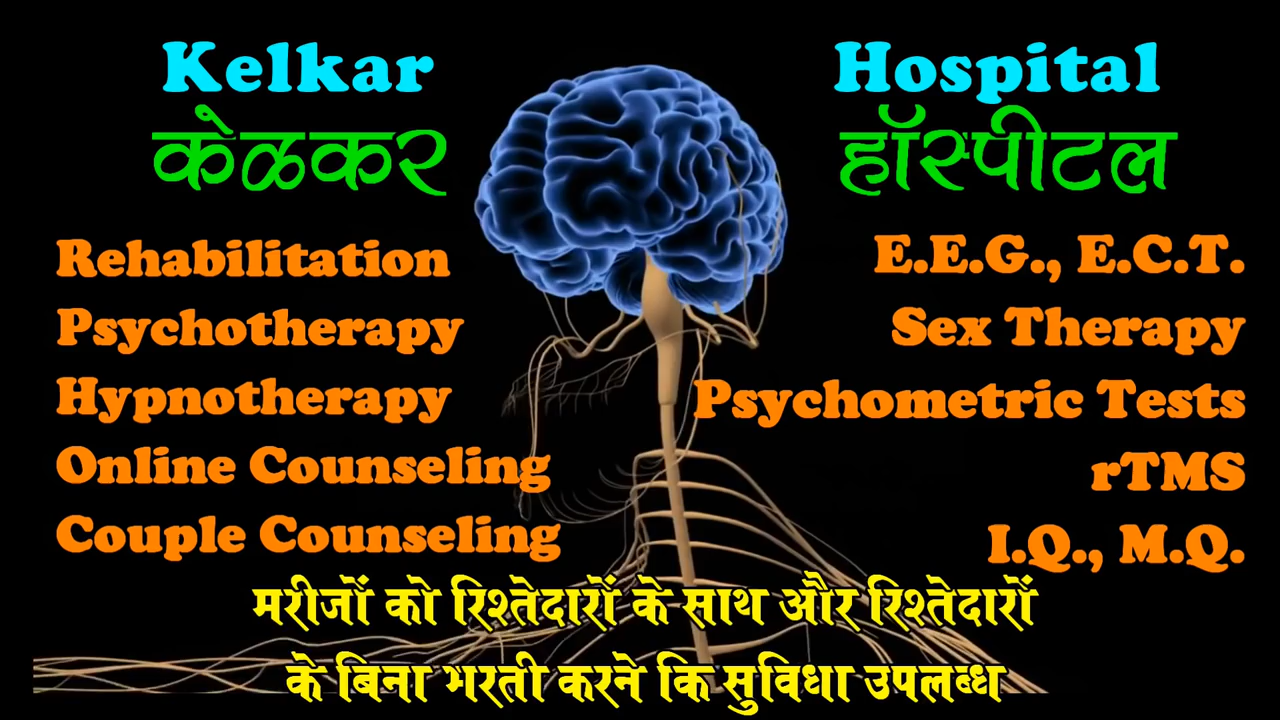 Kelkar Hospital
केळकर हॉस्पीटल
Rehabilitation
Psychotherapy
Hypnotherapy
Online Counseling
Couple Counseling
E.E.G., E.C.T.
Sex Therapy
Psychometric Tests
rTMS
I.Q., M.Q.
मरीजों को रिश्तेदारों के साथ और रिश्तेदारों
के बिना भरती करने कि सुविधा उपलब्ध